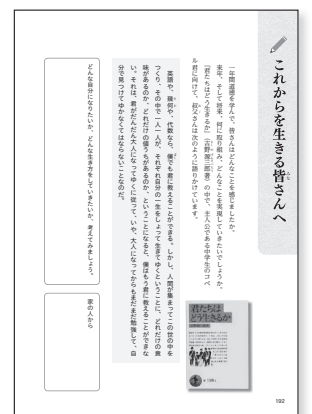 これからを生きる皆さんへ
一年間道徳を学んで、皆さんはどんなことを感じましたか。
来年、そして将来、何に取り組み、どんなことを実現していきたいでしょうか。
『君たちはどう生きるか』(吉野源三郎著)の中で、主人公である中学生のコペ
ル君に向けて、叔父さんは次のように語りかけています。
英語や、幾何や、代数なら、僕でも君に教えることができる。しかし、人間が集まってこの世の中を
つくり、その中で一人一人が、それぞれ自分の一生をしょって生きてゆくということに、どれだけの意
味があるのか、どれだけの値うちがあるのか、ということになると、僕はもう君に教えることができな
い。それは、君がだんだん大人になってゆくに従って、いや、大人になってからもまだまだ勉強して、自
分で見つけてゆかなくてはならないことなのだ。
君たちは
どう生きるか
どんな自分になりたいか、どんな生き方をしていきたいか、考えてみましょう。
家の人から
192